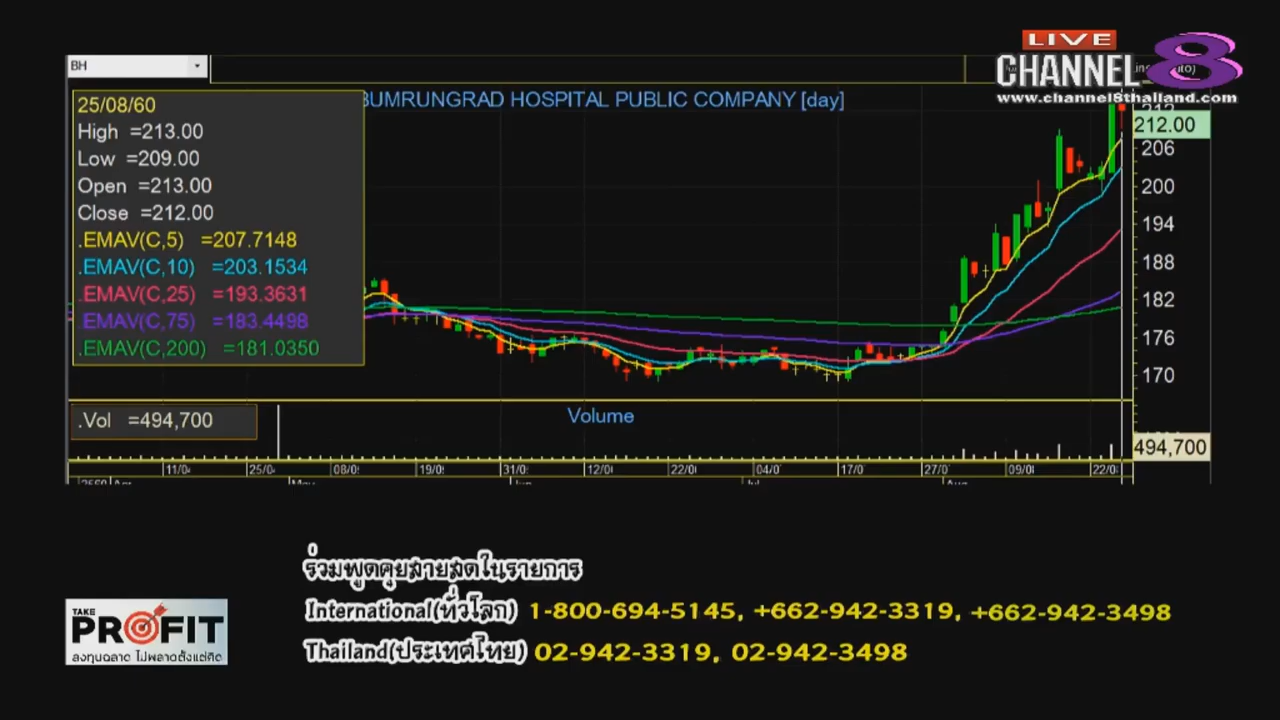 BH
LIVE
CHANNEL 8
www.channel8thailand.com
BUMRUNGRAD HOSPITAL PUBLIC COMPANY [day]
25/08/60
High =213.00
Low =209.00
Open =213.00
Close =212.00
.EMAV(C,5) =207.7148
.EMAV(C,10) =203.1534
.EMAV(C,25) =193.3631
.EMAV(C,75) =183.4498
.EMAV(C,200) =181.0350
212.00
206
200
194
188
182
176
170
.Vol =494,700
Volume
494,700
11/04 25/04 08/0 19/0 31/0 12/0 22/0 04/0 17/0 27/0 09/0 22/0
ร่วมพูดคุยสายสดในรายการ
International(ทั่วโลก) 1-800-694-5145, +662-942-3319, +662-942-3498
Thailand(ประเทศไทย) 02-942-3319, 02-942-3498
TAKE
PROFIT
ลงทุนฉลาด ไม่พลาดตั้งแต่คิด